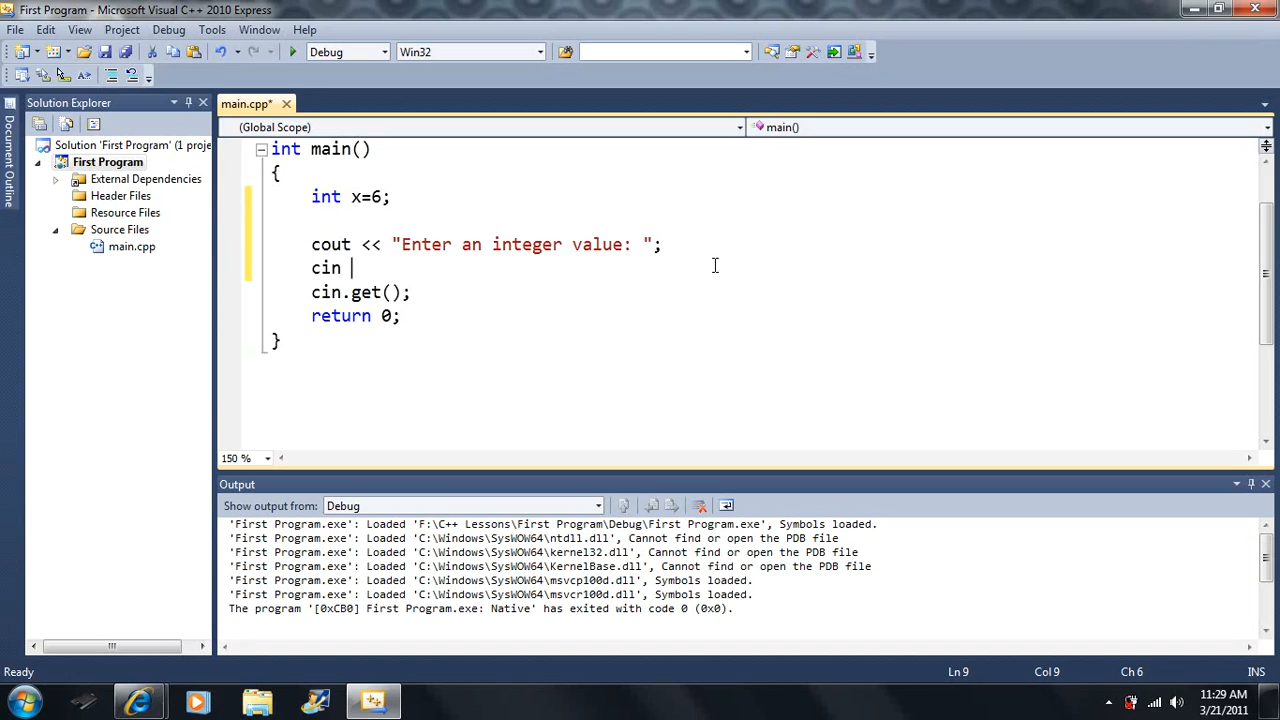 First Program - Microsoft Visual C++ 2010 Express
File Edit View Project Debug Tools Window Help
Debug Win32
Solution Explorer
main.cpp*
Document Outline
(Global Scope) main()
Solution 'First Program' (1 proje
First Program
External Dependencies
Header Files
Resource Files
Source Files
main.cpp
int main()
{
int x=6;
cout << "Enter an integer value: ";
cin
cin.get();
return 0;
}
150 %
Output
Show output from: Debug
'First Program.exe': Loaded 'F:\C++ Lessons\First Program\Debug\First Program.exe', Symbols loaded.
'First Program.exe': Loaded 'C:\Windows\SysWOW64\ntdll.dll', Cannot find or open the PDB file
'First Program.exe': Loaded 'C:\Windows\SysWOW64\kernel32.dll', Cannot find or open the PDB file
'First Program.exe': Loaded 'C:\Windows\SysWOW64\KernelBase.dll', Cannot find or open the PDB file
'First Program.exe': Loaded 'C:\Windows\SysWOW64\msvcp100d.dll', Symbols loaded.
'First Program.exe': Loaded 'C:\Windows\SysWOW64\msvcr100d.dll', Symbols loaded.
The program '[0xCB0] First Program.exe: Native' has exited with code 0 (0x0).
Ready Ln 9 Col 9 Ch 6 INS
11:29 AM
3/21/2011